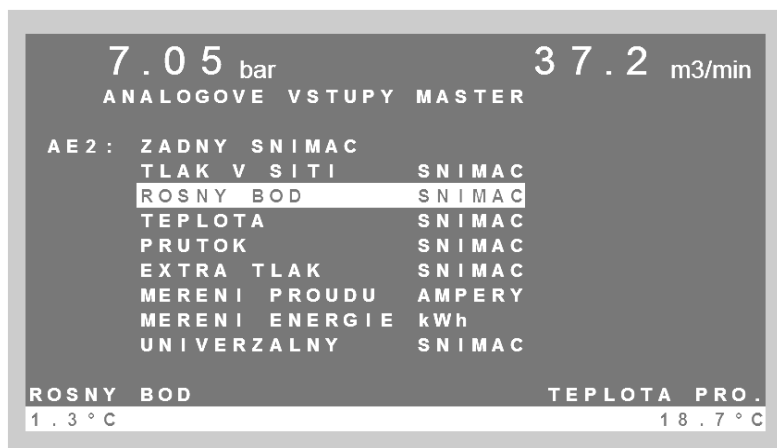 7.05 bar 37.2 m3/min
ANALOGOVE VSTUPY MASTER
AE2: ZADNY SNIMAC
TLAK V SITI SNIMAC
ROSNY BOD SNIMAC
TEPLOTA SNIMAC
PRUTOK SNIMAC
EXTRA TLAK SNIMAC
MERENI PROUDU AMPERY
MERENI ENERGIE kWh
UNIVERZALNY SNIMAC
ROSNY BOD TEPLOTA PRO.
1.3°C 18.7°C